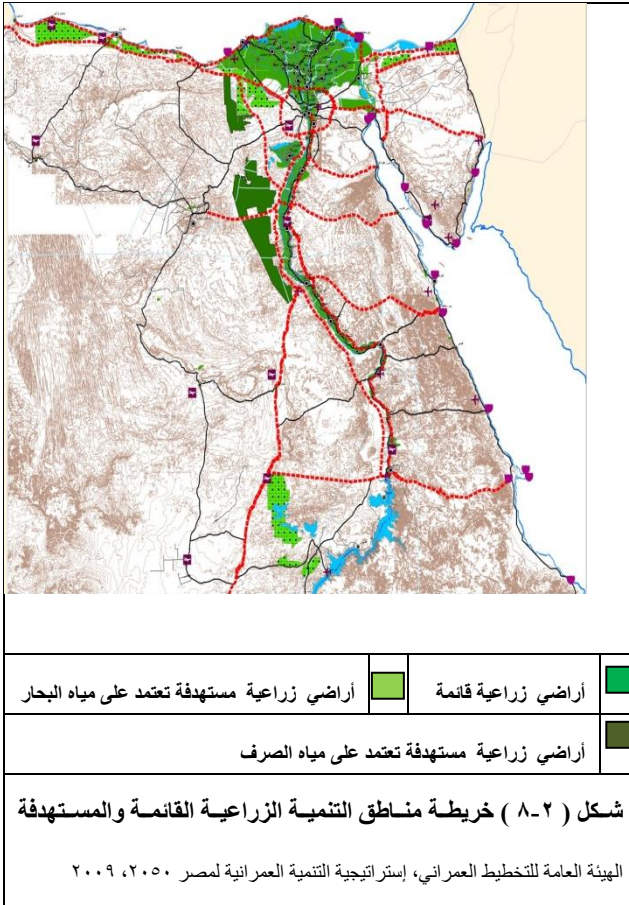 أراضي زراعية قائمة
أراضي زراعية مستهدفة تعتمد على مياه البحار
أراضي زراعية مستهدفة تعتمد على مياه الصرف
شكل ( ٢-٨ ) خريطة مناطق التنمية الزراعية القائمة والمستهدفة
الهيئة العامة للتخطيط العمراني، إستراتيجية التنمية العمرانية لمصر ٢٠٥٠، ٢٠٠٩